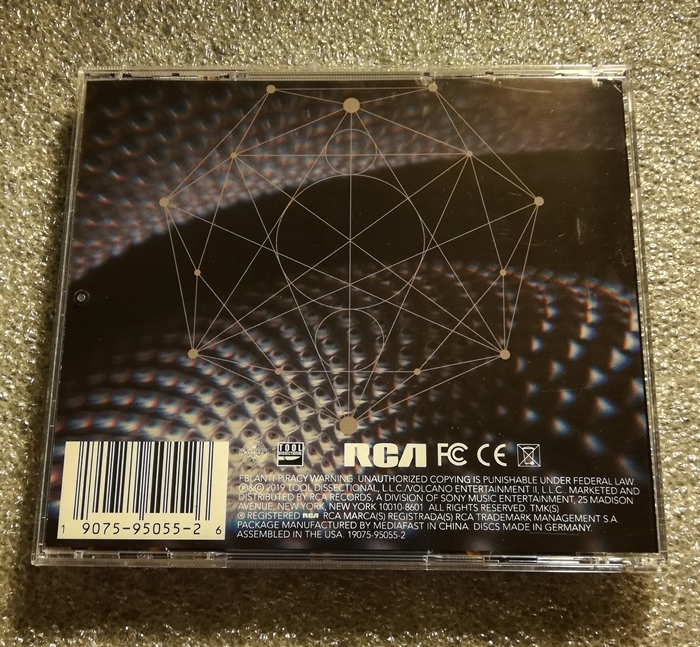 TOOL
DISSECTIONAL
RCA FC CE
FBI ANTI PIRACY WARNING: UNAUTHORIZED COPYING IS PUNISHABLE UNDER FEDERAL LAW
℗&© 2019 TOOL DISSECTIONAL, L.L.C./VOLCANO ENTERTAINMENT II, L.L.C. MARKETED AND
DISTRIBUTED BY RCA RECORDS, A DIVISION OF SONY MUSIC ENTERTAINMENT, 25 MADISON
AVENUE, NEW YORK, NEW YORK 10010-8601 ALL RIGHTS RESERVED. TMK(S)
® REGISTERED RCA RCA MARCA(S) REGISTRADA(S) RCA TRADEMARK MANAGEMENT S.A.
PACKAGE MANUFACTURED BY MEDIAFAST IN CHINA. DISCS MADE IN GERMANY.
ASSEMBLED IN THE USA. 19075-95055-2
1 9075-95055-2 6